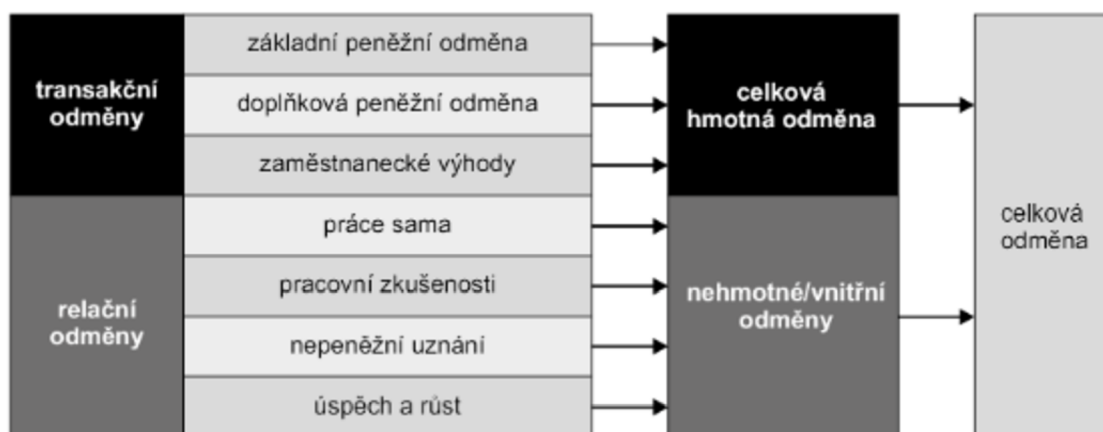 transakční
odměny
základní peněžní odměna
doplňková peněžní odměna
zaměstnanecké výhody
celková
hmotná odměna
relační
odměny
práce sama
pracovní zkušenosti
nepeněžní uznání
úspěch a růst
nehmotné/vnitřní
odměny
celková
odměna